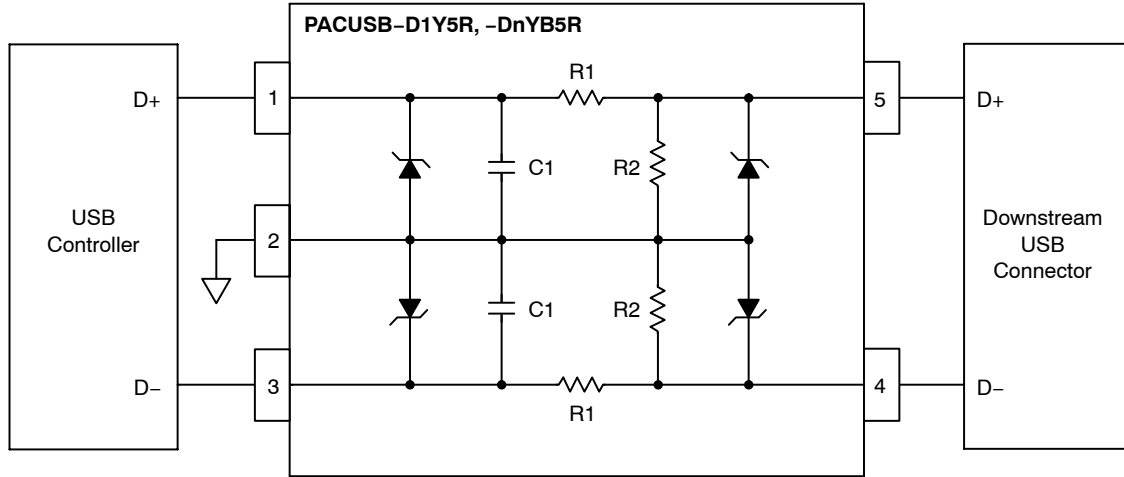 PACUSB−D1Y5R, −DnYB5R
R1
D+
1
5
D+
C1
R2
USB
Controller
2
Downstream
USB
Connector
C1
R2
D−
3
4
D−
R1